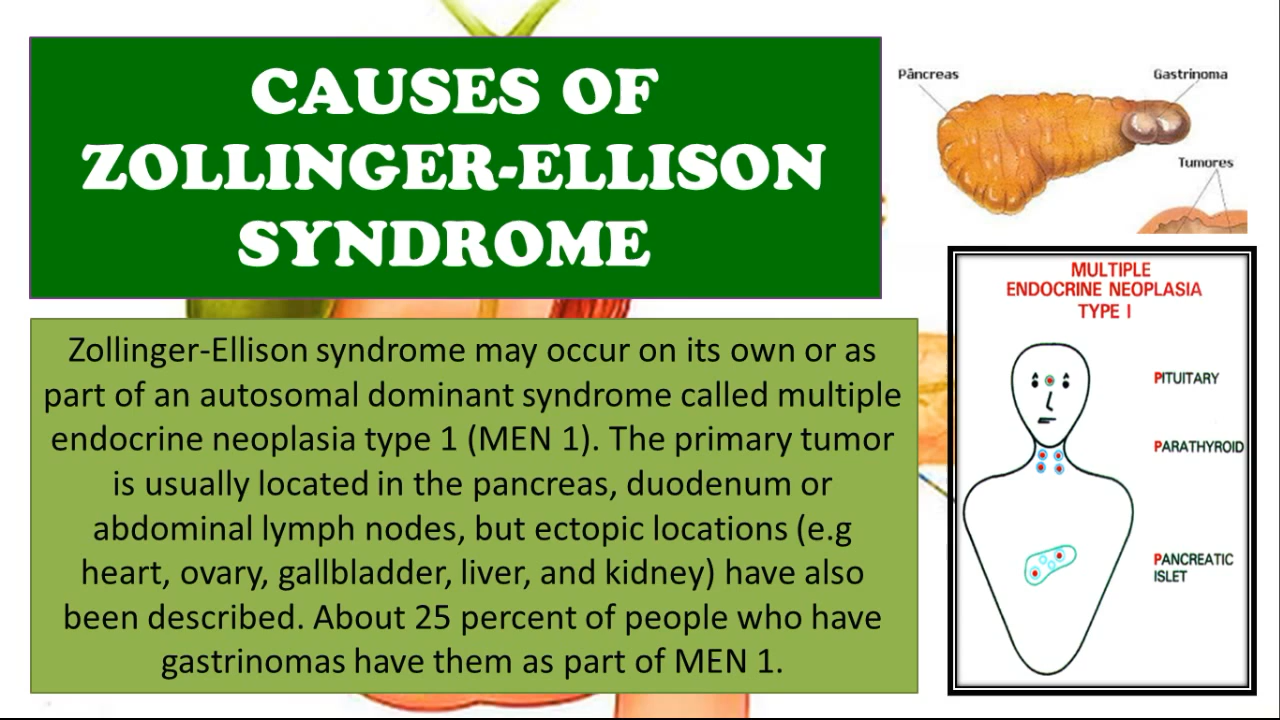 CAUSES OF
ZOLLINGER-ELLISON
SYNDROME
Zollinger-Ellison syndrome may occur on its own or as
part of an autosomal dominant syndrome called multiple
endocrine neoplasia type 1 (MEN 1). The primary tumor
is usually located in the pancreas, duodenum or
abdominal lymph nodes, but ectopic locations (e.g
heart, ovary, gallbladder, liver, and kidney) have also
been described. About 25 percent of people who have
gastrinomas have them as part of MEN 1.
Pâncreas
Gastrinoma
Tumores
MULTIPLE
ENDOCRINE NEOPLASIA
TYPE I
PITUITARY
PARATHYROID
PANCREATIC
ISLET